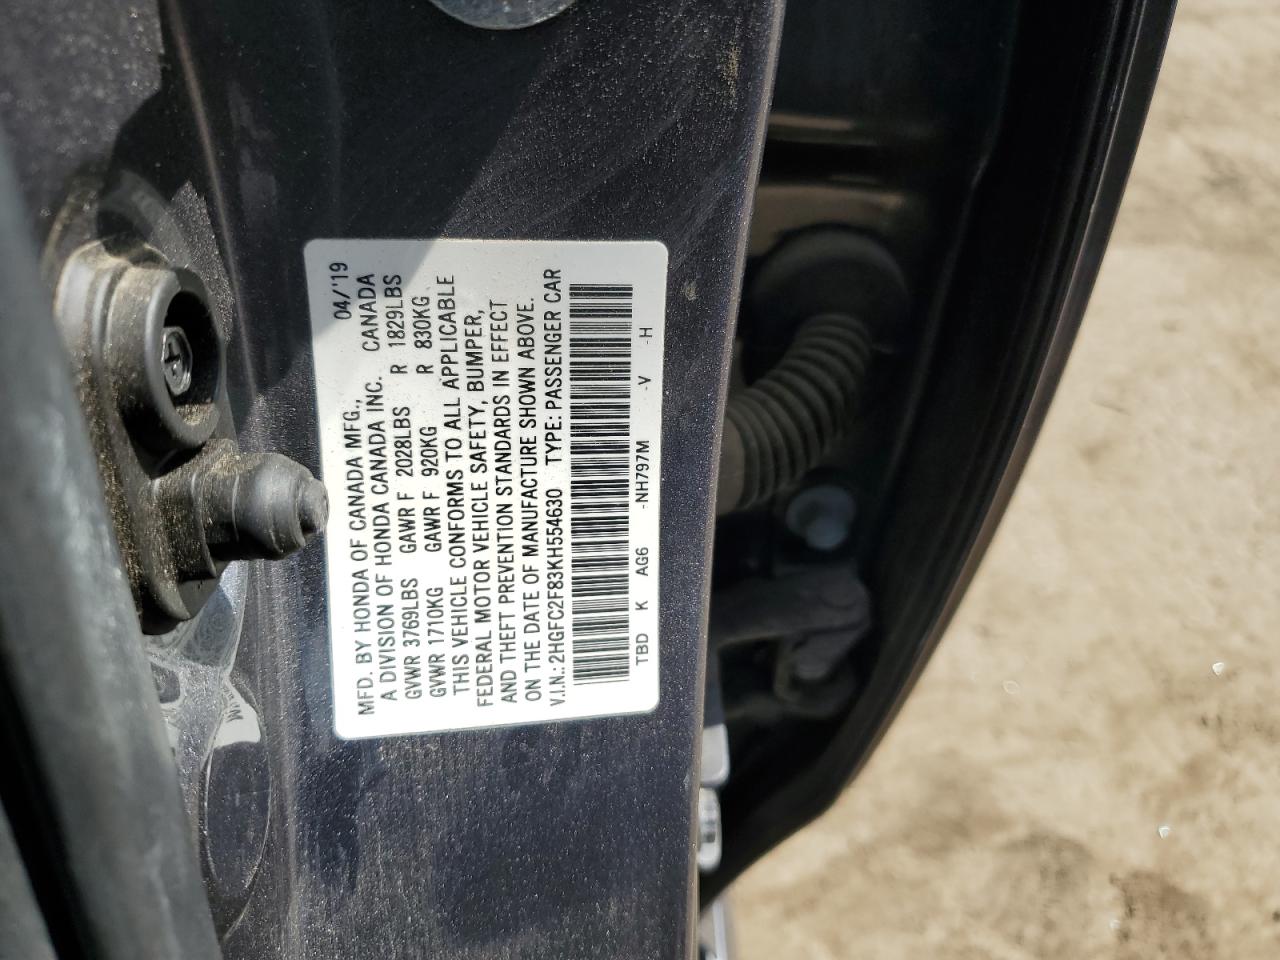 MFD. BY HONDA OF CANADA MFG., 04/'19
A DIVISION OF HONDA CANADA INC. CANADA
GVWR 3769LBS GAWR F 2028LBS R 1829LBS
GVWR 1710KG GAWR F 920KG R 830KG
THIS VEHICLE CONFORMS TO ALL APPLICABLE
FEDERAL MOTOR VEHICLE SAFETY, BUMPER,
AND THEFT PREVENTION STANDARDS IN EFFECT
ON THE DATE OF MANUFACTURE SHOWN ABOVE.
V.I.N.: 2HGFC2F83KH554630 TYPE: PASSENGER CAR
TBD K AG6 -NH797M -V -H